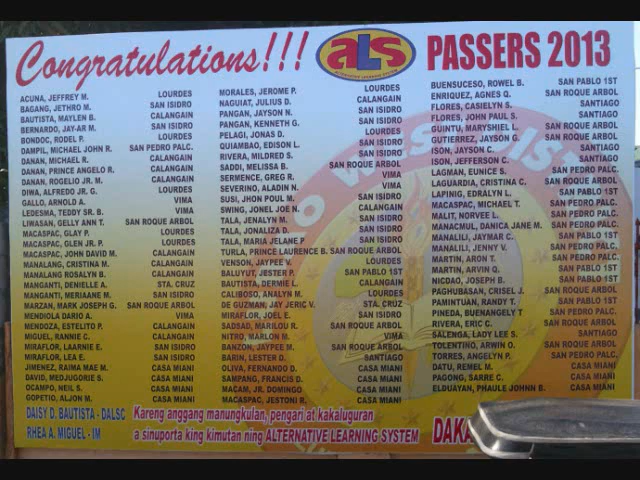 Congratulations!!! ALS PASSERS 2013
ALTERNATIVE LEARNING SYSTEM
ACUNA, JEFFREY M. LOURDES
BAGANG, JETHRO M. SAN ISIDRO
BAUTISTA, MAYLEN B. CALANGAIN
BERNARDO, JAY-AR M. SAN ISIDRO
BONDOC, RODEL P. LOURDES
DAMPIL, MICHAEL JOHN R. SAN PEDRO PALC.
DANAN, MICHAEL R. CALANGAIN
DANAN, PRINCE ANGELO R. CALANGAIN
DANAN, ROGELIO JR. M. CALANGAIN
DIWA, ALFREDO JR. G. LOURDES
GALLO, ARNOLD A. VIMA
LEDESMA, TEDDY SR. B. VIMA
LIWASAN, GELLY ANN T. SAN ROQUE ARBOL
MACASPAC, GLAY P. LOURDES
MACASPAC, GLEN JR. P. LOURDES
MACASPAC, JOHN DAVID M. CALANGAIN
MANALANG, CRISTINA M. CALANGAIN
MANALANG ROSALYN B. CALANGAIN
MANGANTI, DENIELLE A. STA. CRUZ
MANGANTI, MERIAANE M. SAN ISIDRO
MARZAN, MARK JOSEPH G. SAN ROQUE ARBOL
MENDIOLA DARIO A. VIMA
MENDOZA, ESTELITO P. CALANGAIN
MIGUEL, RANNIE C. CALANGAIN
MIRAFLOR, LAARNIE E. SAN ISIDRO
MIRAFLOR, LEA E. SAN ISIDRO
JIMENEZ, RAIMA MAE M. CASA MIANI
DAVID, MEDJUGORIE S. CASA MIANI
OCAMPO, NEIL S. CASA MIANI
GOPETIO, ALJON M. CASA MIANI
MORALES, JEROME P. LOURDES
NAGUIAT, JULIUS D. CALANGAIN
PANGAN, JAYSON N. CALANGAIN
PANGAN, KENNETH G. CALANGAIN
PELAGI, JONAS D. LOURDES
QUIAMBAO, EDISON L. SAN ISIDRO
RIVERA, MILDRED S. SAN ISIDRO
SADDI, MELISSA B. SAN ROQUE ARBOL
SERMENCE, GREG R. VIMA
SEVERINO, ALADIN N. VIMA
SUSI, JHON POUL M. SAN ISIDRO
SWING, JONEL JOE N. CALANGAIN
TALA, JENALYN M. SAN ISIDRO
TALA, JONALIZA D. SAN ISIDRO
TALA, MARIA JELANE P SAN ISIDRO
TURLA, PRINCE LAURENCE B. SAN ROQUE ARBOL
VENSON, JAYPEE V. LOURDES
BALUYUT, JESTER P. SAN PABLO 1ST
BAUTISTA, DERMIE L. CALANGAIN
CALIBOSO, ANALYN M. LOURDES
DE GUZMAN, JAY JERIC V. STA. CRUZ
MIRAFLOR, JOEL E. SAN ISIDRO
SADSAD, MARILOU R. SAN ROQUE ARBOL
NITRO, MARLON M. VIMA
BANZON, JAYPEE M. SAN ROQUE ARBOL
BARIN, LESTER D. SANTIAGO
OLIVA, FERNANDO D. CASA MIANI
SAMPANG, FRANCIS D. CASA MIANI
MACAM, JR. DOMINGO CASA MIANI
MACASPAC, JESTONI R. CASA MIANI
BUENSUCESO, ROWEL B. SAN PABLO 1ST
ENRIQUEZ, AGNES Q. SAN ROQUE ARBOL
FLORES, CASIELYN S. SANTIAGO
FLORES, JOHN PAUL S. SANTIAGO
GUINTU, MARYSHIEL L. SAN ROQUE ARBOL
GUTIERREZ, JAYSON G. SAN ROQUE ARBOL
ISON, JAYSON C. SANTIAGO
ISON, JEFFERSON C. SAN PEDRO PALC.
LAGMAN, EUNICE S. SAN PEDRO PALC.
LAGUARDIA, CRISTINA C. SAN ROQUE ARBOL
LAPING, EDRALYN L. SAN PABLO 1ST
MACASPAC, MICHAEL T. SAN PEDRO PALC.
MALIT, NORVEE L. SAN PEDRO PALC.
MANACMUL, DANICA JANE M. SAN PEDRO PALC.
MANALILI, JAYMAR C. SAN PABLO 1ST
MANALILI, JENNY V. SAN ROQUE ARBOL
MARTIN, ARON T. SAN PEDRO PALC.
MARTIN, ARVIN Q. SAN PABLO 1ST
NICDAO, JOSEPH B. SAN PABLO 1ST
PAGHUBASAN, CRISEL J. SAN PEDRO PALC.
PAMINTUAN, RANDY T. SAN PABLO 1ST
PINEDA, BUENANGELY T SAN ROQUE ARBOL
RIVERA, ERIC C. SAN PABLO 1ST
SALENGA, LADY LEE S. SANTIAGO
TOLENTINO, ARWIN O. SAN ROQUE ARBOL
TORRES, ANGELYN P. SAN PEDRO PALC.
DATU, REMEL M. CASA MIANI
PAGONG, SARRE C. CASA MIANI
ELDUAYAN, PHAULE JOHNN B. CASA MIANI
DAISY D. BAUTISTA - DALSC
RHEA A. MIGUEL - IM
Kareng anggang manungkulan, pengari at kakaluguran
a sinuporta king kimutan ning ALTERNATIVE LEARNING SYSTEM